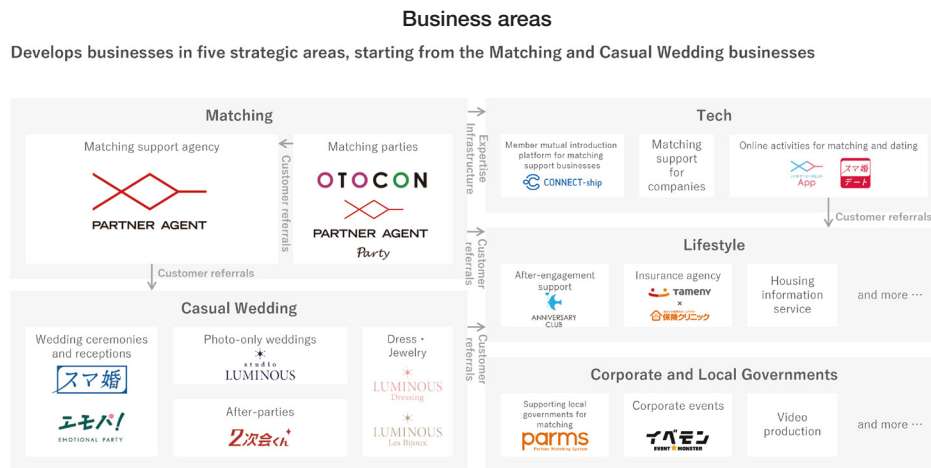 Business areas
Develops businesses in five strategic areas, starting from the Matching and Casual Wedding businesses
Matching
Matching support agency
PARTNER AGENT
Customer referrals
Matching parties
OTOCON
PARTNER AGENT
Party
Customer referrals
Expertise
Infrastructure
Tech
Member mutual introduction
platform for matching
support businesses
CONNECT-ship
Matching
support
for
companies
Online activities for matching and dating
App
スマ婚
デート
Customer referrals
Customer
referrals
Lifestyle
After-engagement
support
ANNIVERSARY
CLUB
Insurance agency
TAMENY
×
保険クリニック
Housing
information
service
and more …
Casual Wedding
Wedding ceremonies
and receptions
スマ婚
エモパ!
EMOTIONAL PARTY
Photo-only weddings
studio
LUMINOUS
After-parties
2次会くん
Dress・
Jewelry
LUMINOUS
Dressing
LUMINOUS
Les Bijoux
Customer
referrals
Corporate and Local Governments
Supporting local
governments for
matching
parms
Partner Matching System
Corporate events
イベモン
EVENT MONSTER
Video
production
and more …